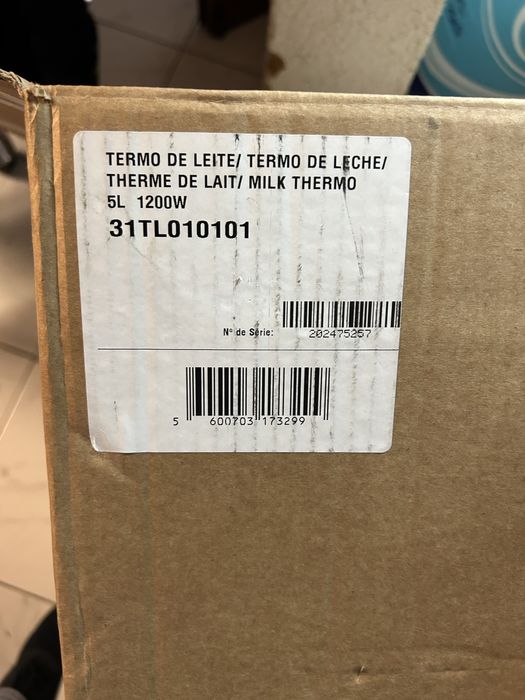 TERMO DE LEITE/ TERMO DE LECHE/
THERME DE LAIT/ MILK THERMO
5L 1200W
31TL010101
Nº de Série: 202475257
5 600703 173299